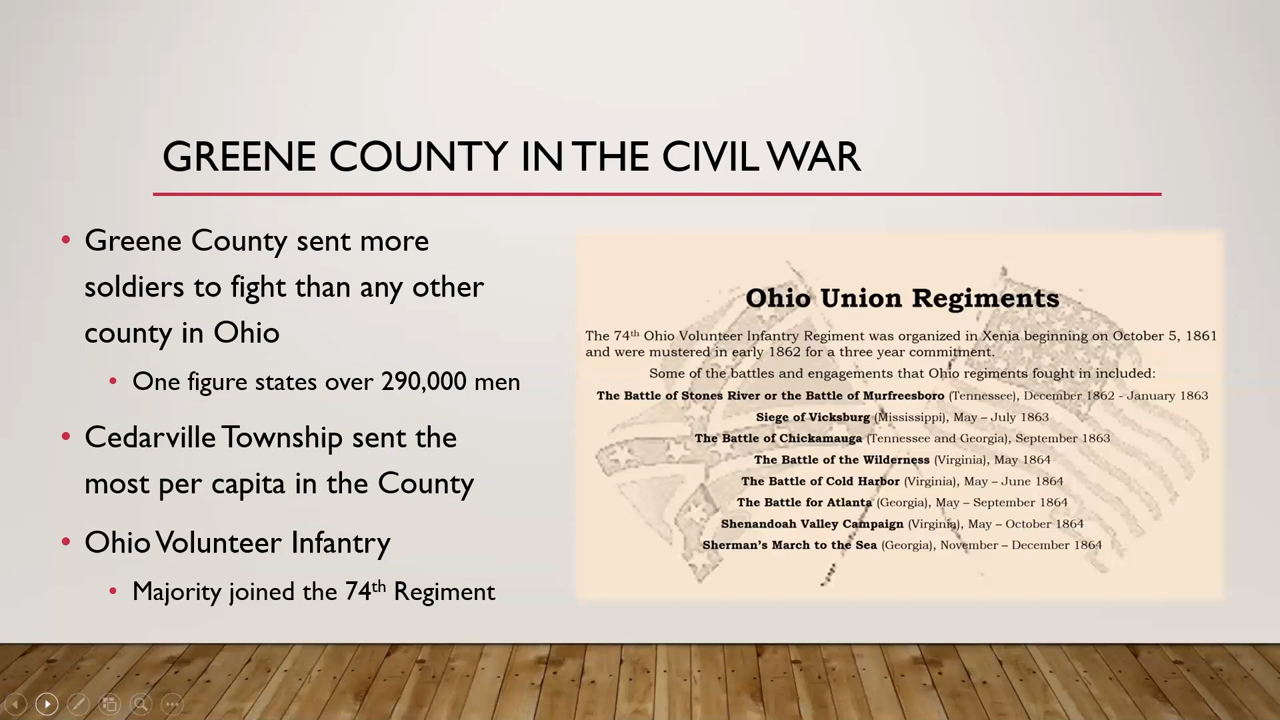 GREENE COUNTY IN THE CIVIL WAR
• Greene County sent more
soldiers to fight than any other
county in Ohio
• One figure states over 290,000 men
• Cedarville Township sent the
most per capita in the County
• Ohio Volunteer Infantry
• Majority joined the 74th Regiment
Ohio Union Regiments
The 74th Ohio Volunteer Infantry Regiment was organized in Xenia beginning on October 5, 1861
and were mustered in early 1862 for a three year commitment.
Some of the battles and engagements that Ohio regiments fought in included:
The Battle of Stones River or the Battle of Murfreesboro (Tennessee), December 1862 - January 1863
Siege of Vicksburg (Mississippi), May – July 1863
The Battle of Chickamauga (Tennessee and Georgia), September 1863
The Battle of the Wilderness (Virginia), May 1864
The Battle of Cold Harbor (Virginia), May – June 1864
The Battle for Atlanta (Georgia), May – September 1864
Shenandoah Valley Campaign (Virginia), May – October 1864
Sherman's March to the Sea (Georgia), November – December 1864